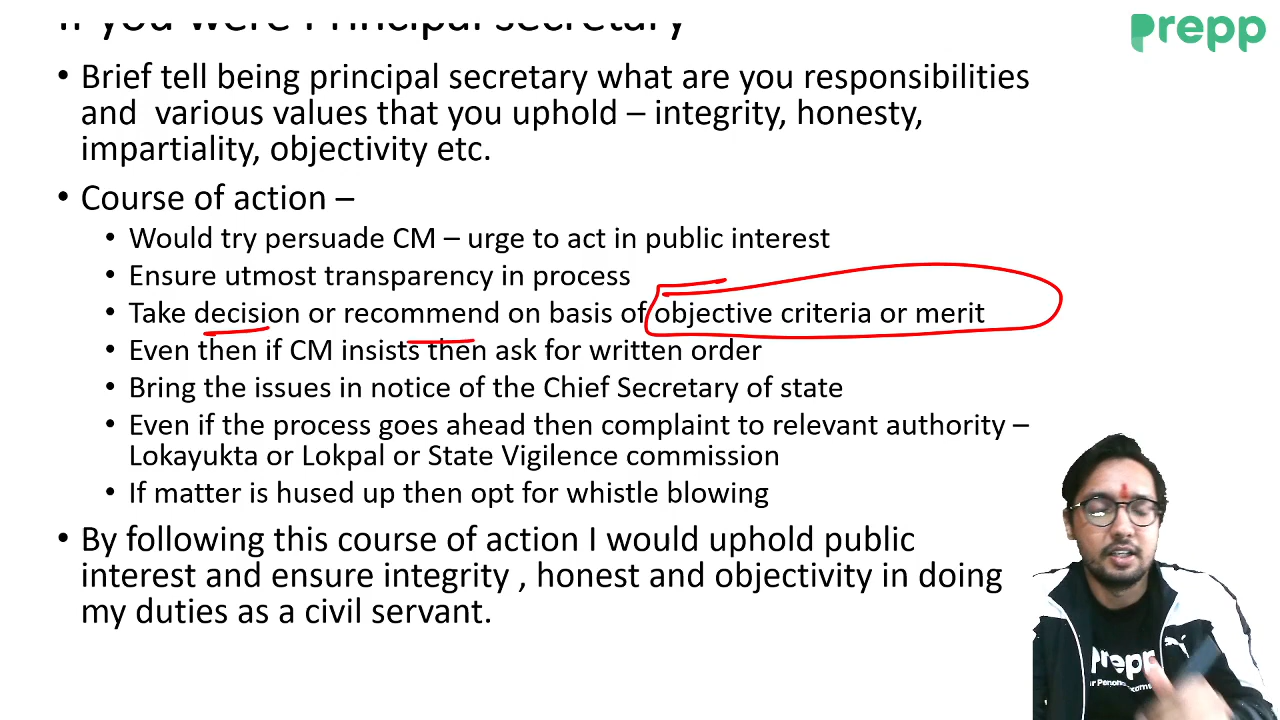 If you were Principal Secretary
prepp
• Brief tell being principal secretary what are you responsibilities
and various values that you uphold – integrity, honesty,
impartiality, objectivity etc.
• Course of action –
• Would try persuade CM – urge to act in public interest
• Ensure utmost transparency in process
• Take decision or recommend on basis of objective criteria or merit
• Even then if CM insists then ask for written order
• Bring the issues in notice of the Chief Secretary of state
• Even if the process goes ahead then complaint to relevant authority –
Lokayukta or Lokpal or State Vigilence commission
• If matter is hused up then opt for whistle blowing
• By following this course of action I would uphold public
interest and ensure integrity , honest and objectivity in doing
my duties as a civil servant.
prepp